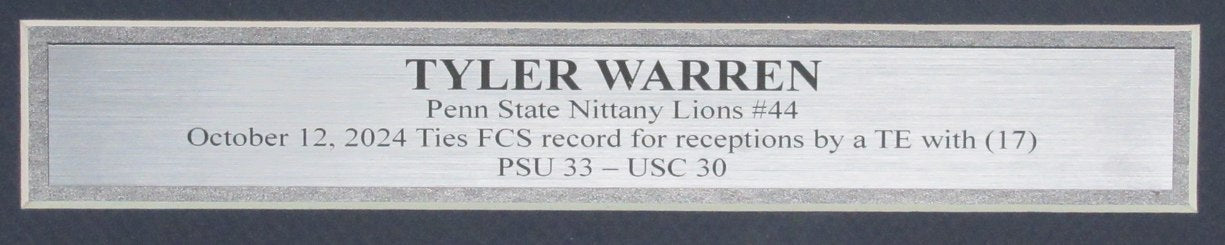 TYLER WARREN
Penn State Nittany Lions #44
October 12, 2024 Ties FCS record for receptions by a TE with (17)
PSU 33 – USC 30